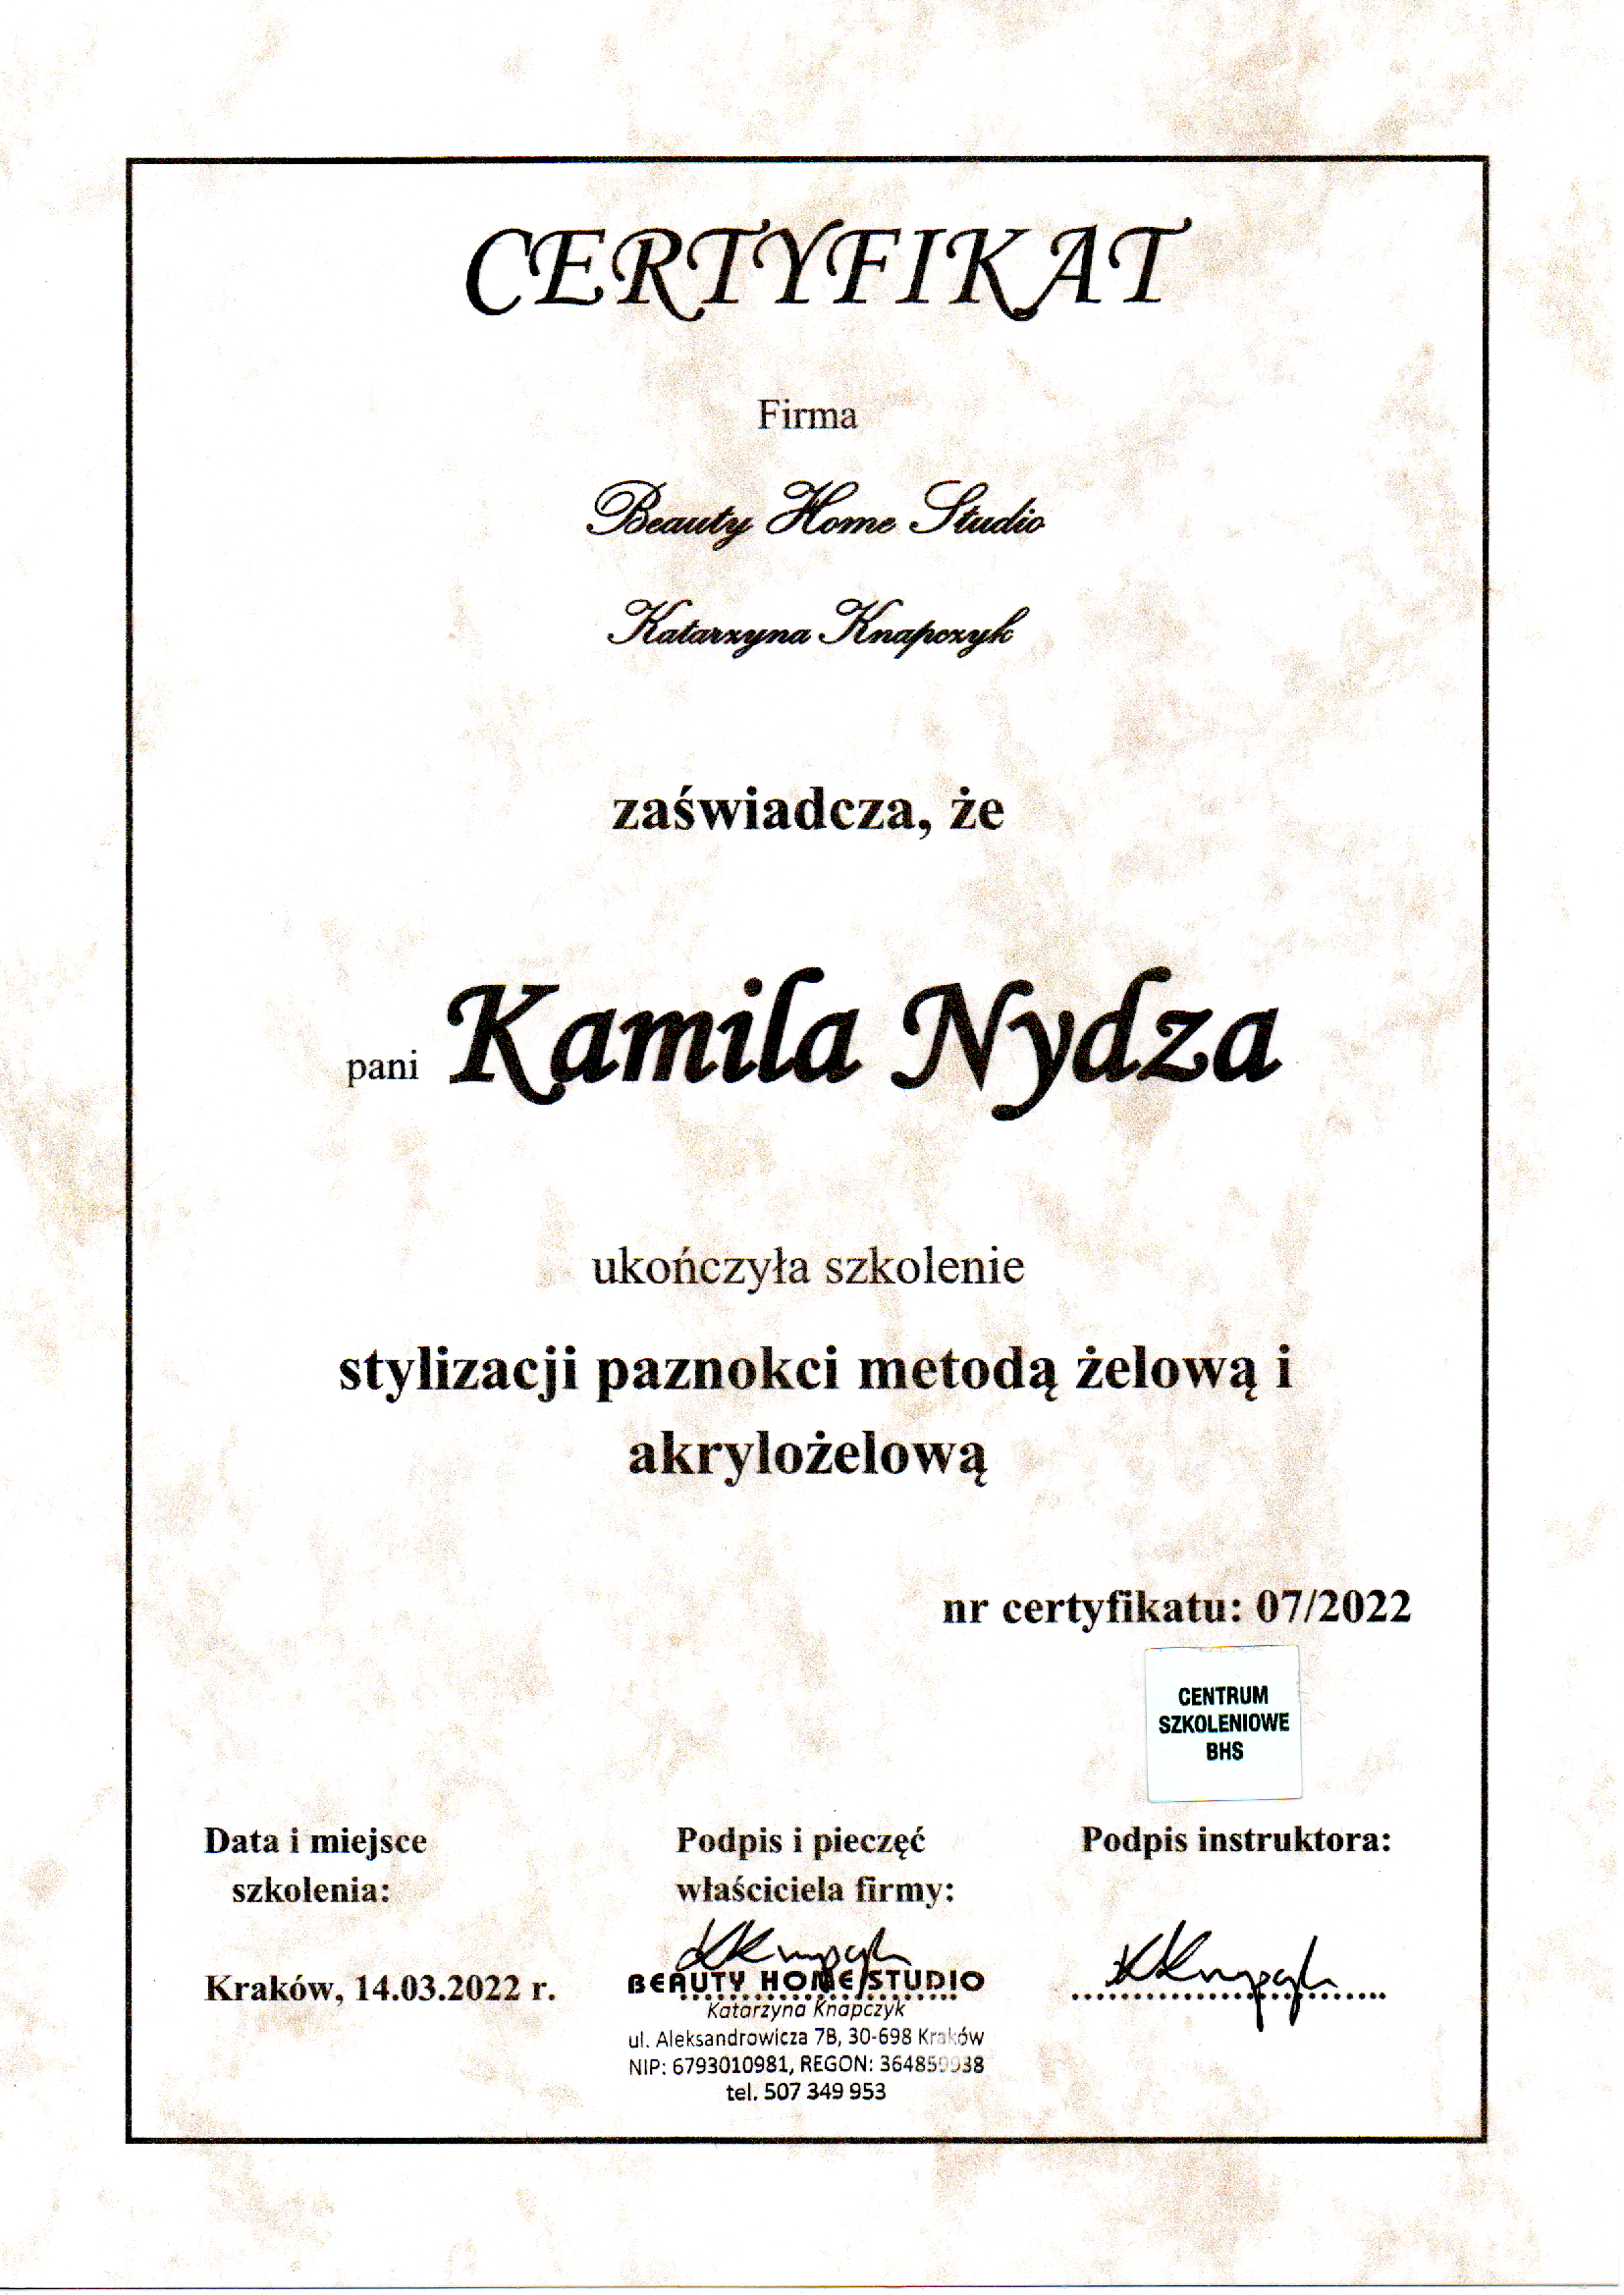 CERTYFIKAT
Firma
Beauty Home Studio
Katarzyna Knapczyk
zaświadcza, że
pani Kamila Nydza
ukończyła szkolenie
stylizacji paznokci metodą żelową i
akrylożelową
nr certyfikatu: 07/2022
CENTRUM
SZKOLENIOWE
BHS
Data i miejsce
szkolenia:
Kraków, 14.03.2022 r.
Podpis i pieczęć
właściciela firmy:
BEAUTY HOME STUDIO
Katarzyna Knapczyk
ul. Aleksandrowicza 7B, 30-698 Kraków
NIP: 6793010981, REGON: 364859938
tel. 507 349 953
Podpis instruktora: